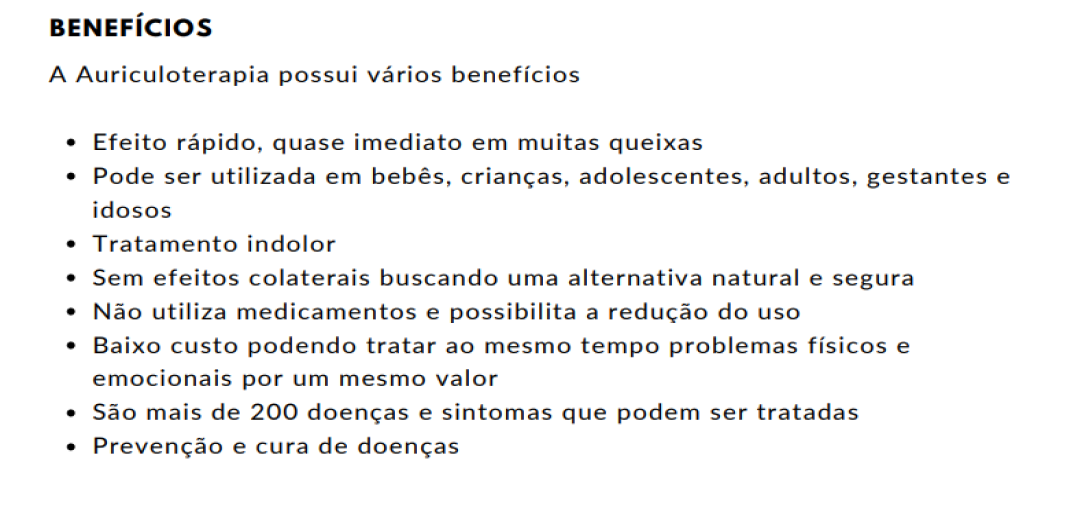 BENEFÍCIOS
A Auriculoterapia possui vários benefícios
• Efeito rápido, quase imediato em muitas queixas
• Pode ser utilizada em bebês, crianças, adolescentes, adultos, gestantes e
idosos
• Tratamento indolor
• Sem efeitos colaterais buscando uma alternativa natural e segura
• Não utiliza medicamentos e possibilita a redução do uso
• Baixo custo podendo tratar ao mesmo tempo problemas físicos e
emocionais por um mesmo valor
• São mais de 200 doenças e sintomas que podem ser tratadas
• Prevenção e cura de doenças